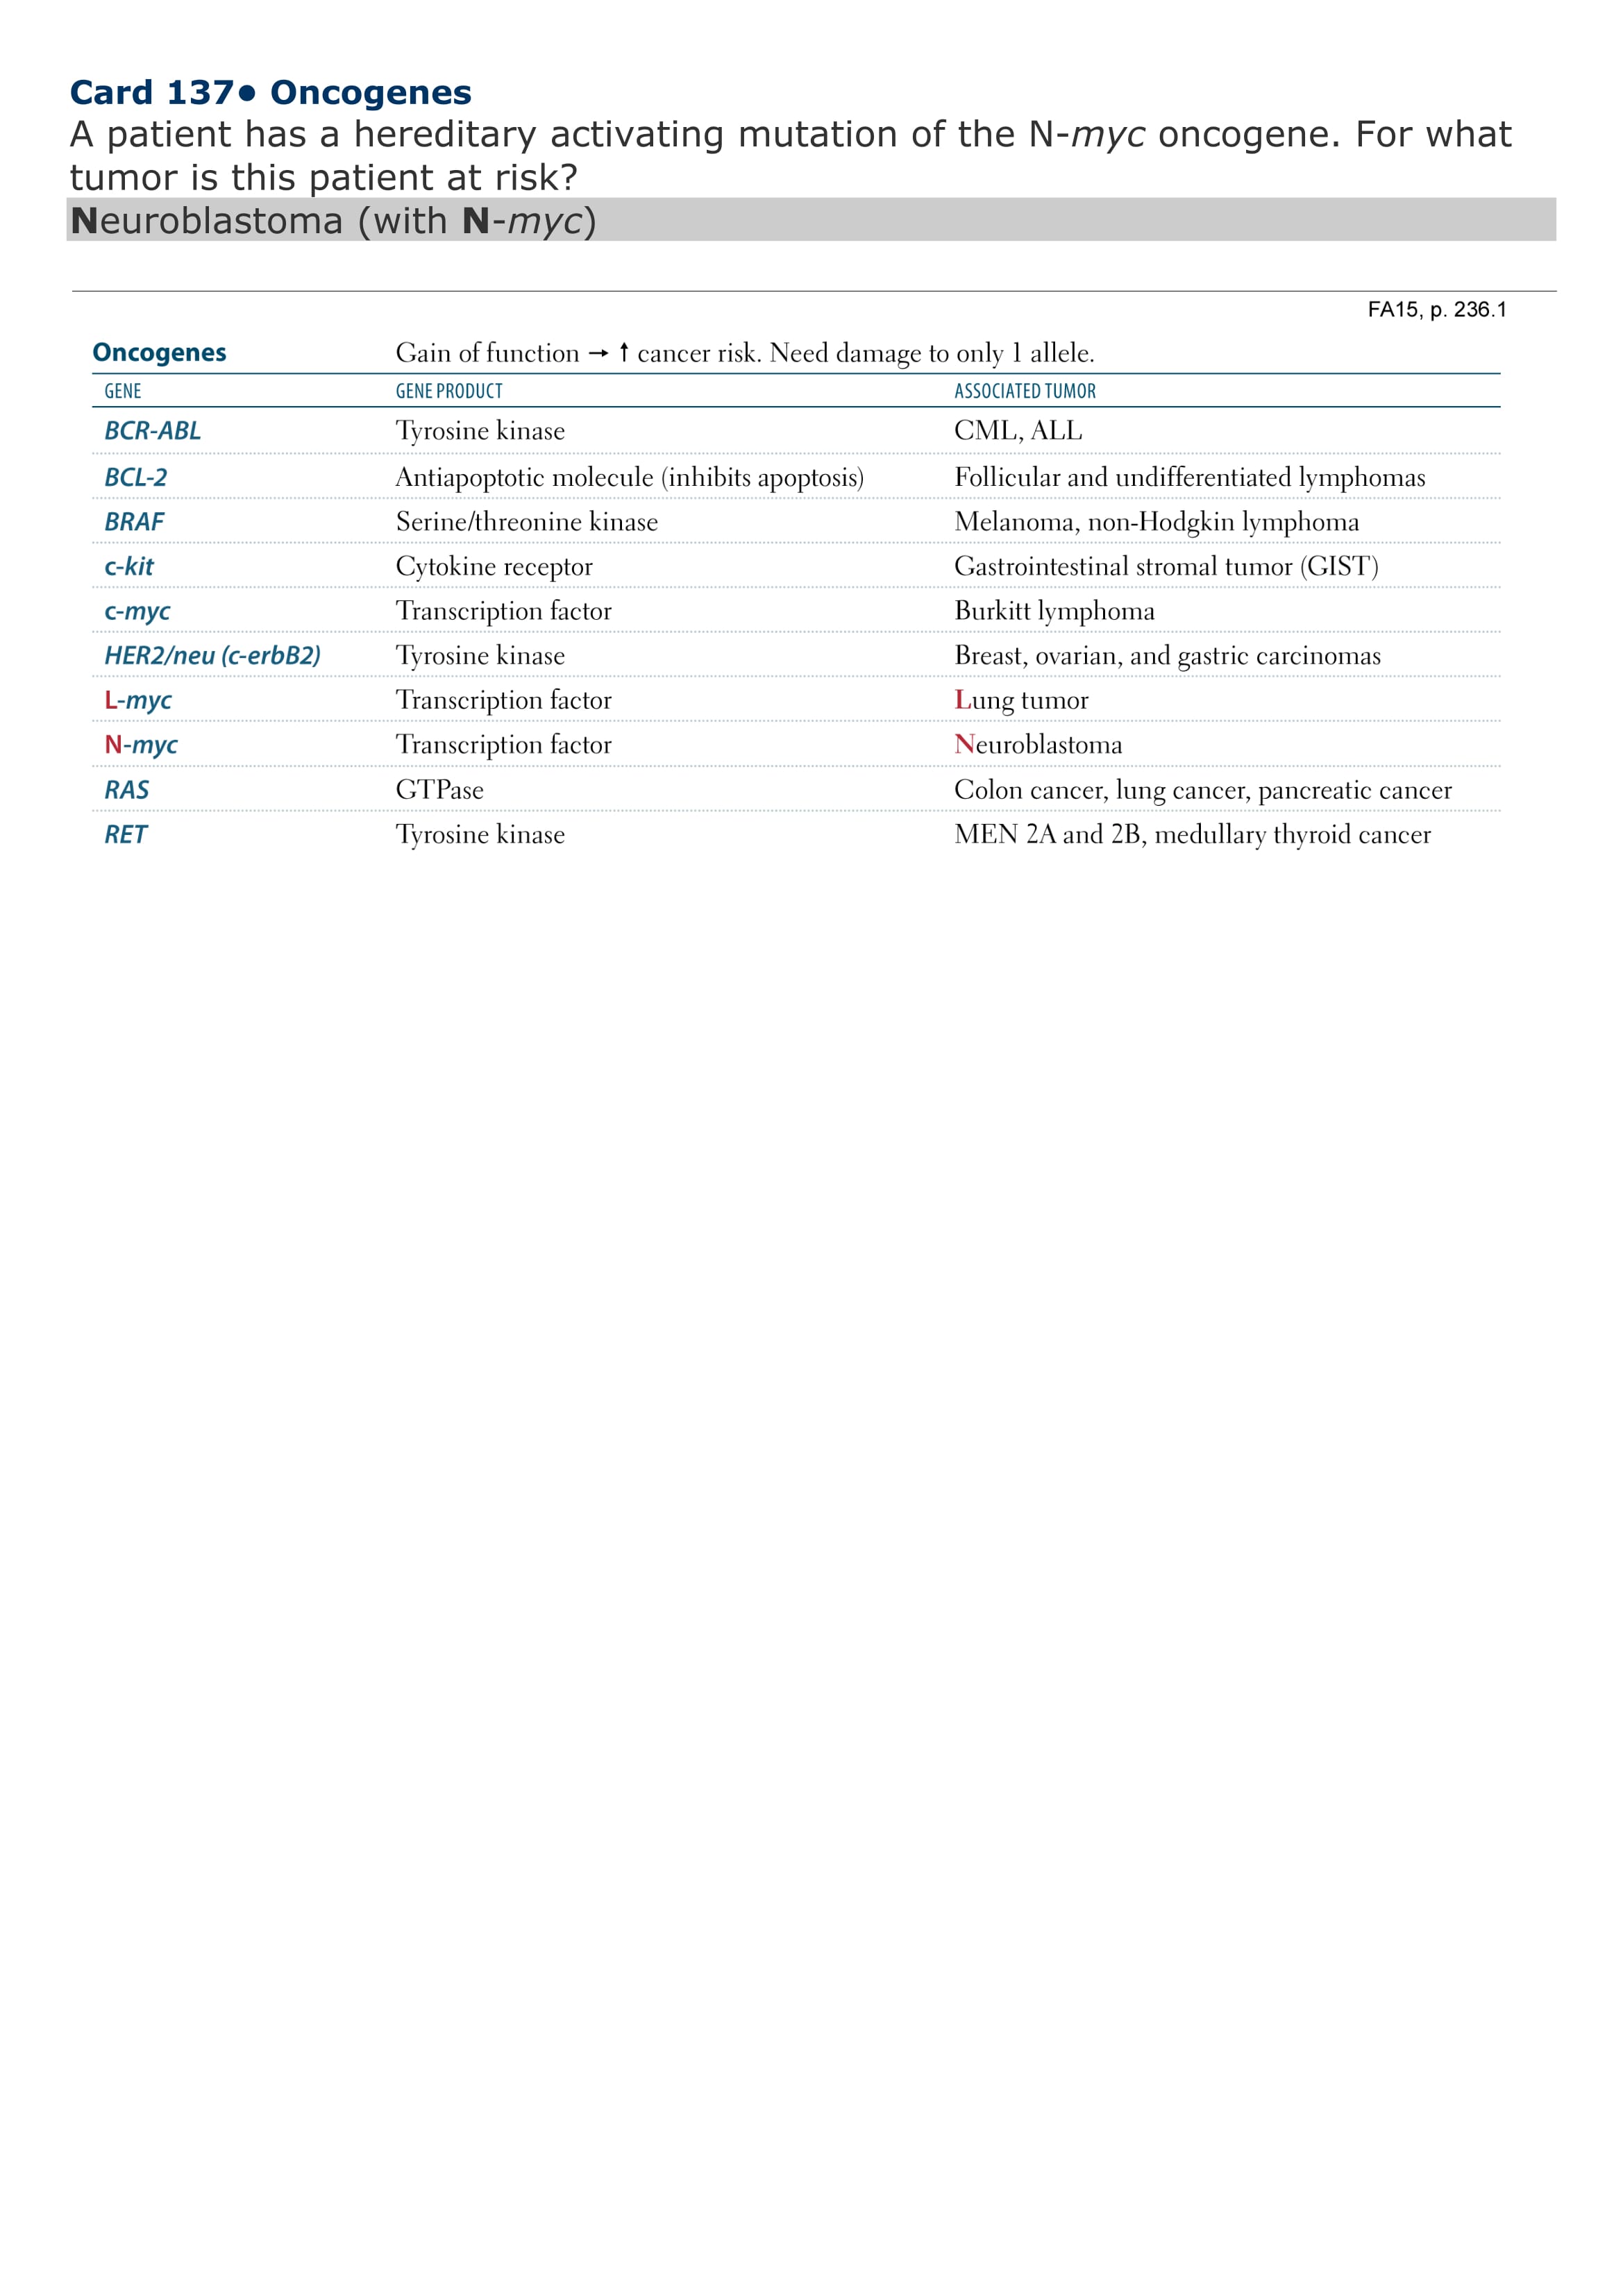 Card 137• Oncogenes
A patient has a hereditary activating mutation of the N-myc oncogene. For what
tumor is this patient at risk?
Neuroblastoma (with N-myc)
FA15, p. 236.1
Oncogenes Gain of function → ↑ cancer risk. Need damage to only 1 allele.
GENE GENE PRODUCT ASSOCIATED TUMOR
BCR-ABL Tyrosine kinase CML, ALL
BCL-2 Antiapoptotic molecule (inhibits apoptosis) Follicular and undifferentiated lymphomas
BRAF Serine/threonine kinase Melanoma, non-Hodgkin lymphoma
c-kit Cytokine receptor Gastrointestinal stromal tumor (GIST)
c-myc Transcription factor Burkitt lymphoma
HER2/neu (c-erbB2) Tyrosine kinase Breast, ovarian, and gastric carcinomas
L-myc Transcription factor Lung tumor
N-myc Transcription factor Neuroblastoma
RAS GTPase Colon cancer, lung cancer, pancreatic cancer
RET Tyrosine kinase MEN 2A and 2B, medullary thyroid cancer